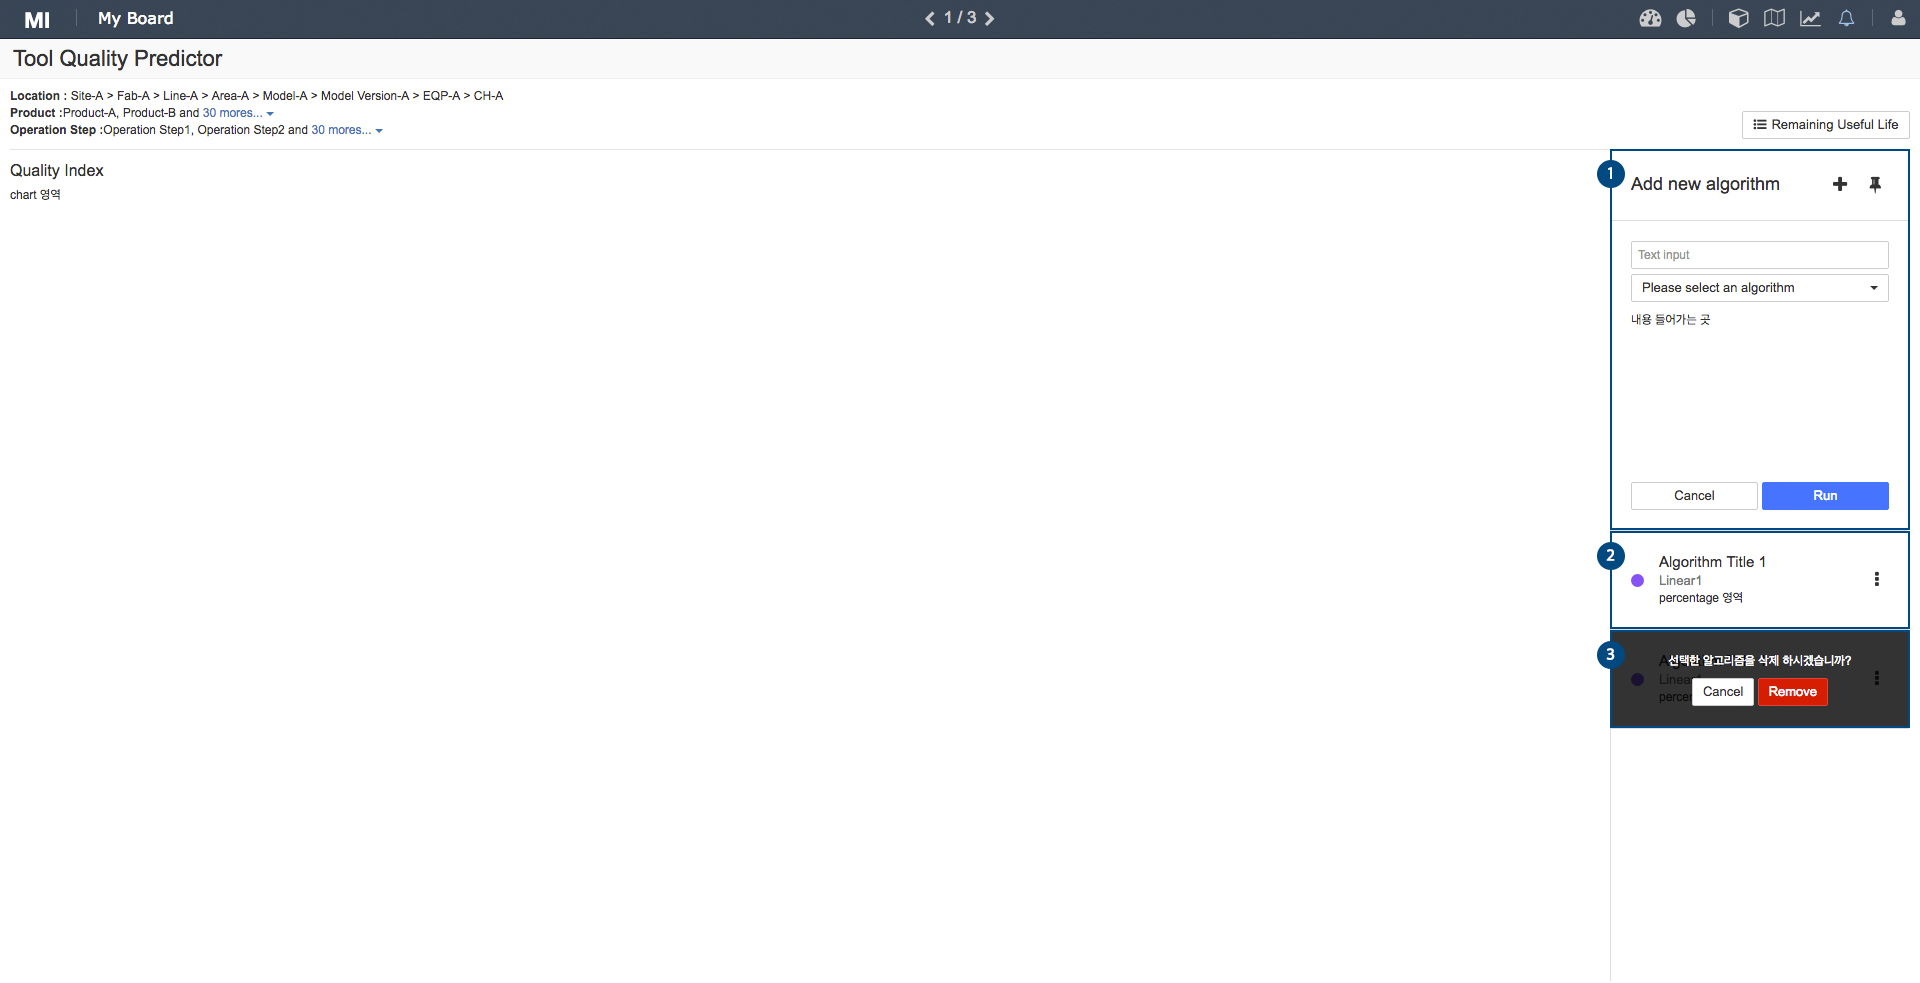 MI
My Board
1 / 3
Tool Quality Predictor
Location : Site-A > Fab-A > Line-A > Area-A > Model-A > Model Version-A > EQP-A > CH-A
Product :Product-A, Product-B and 30 mores...
Operation Step :Operation Step1, Operation Step2 and 30 mores...
Remaining Useful Life
Quality Index
chart 영역
1
Add new algorithm
Text input
Please select an algorithm
내용 들어가는 곳
Cancel
Run
2
Algorithm Title 1
Linear1
percentage 영역
3
선택한 알고리즘을 삭제 하시겠습니까?
Cancel
Remove